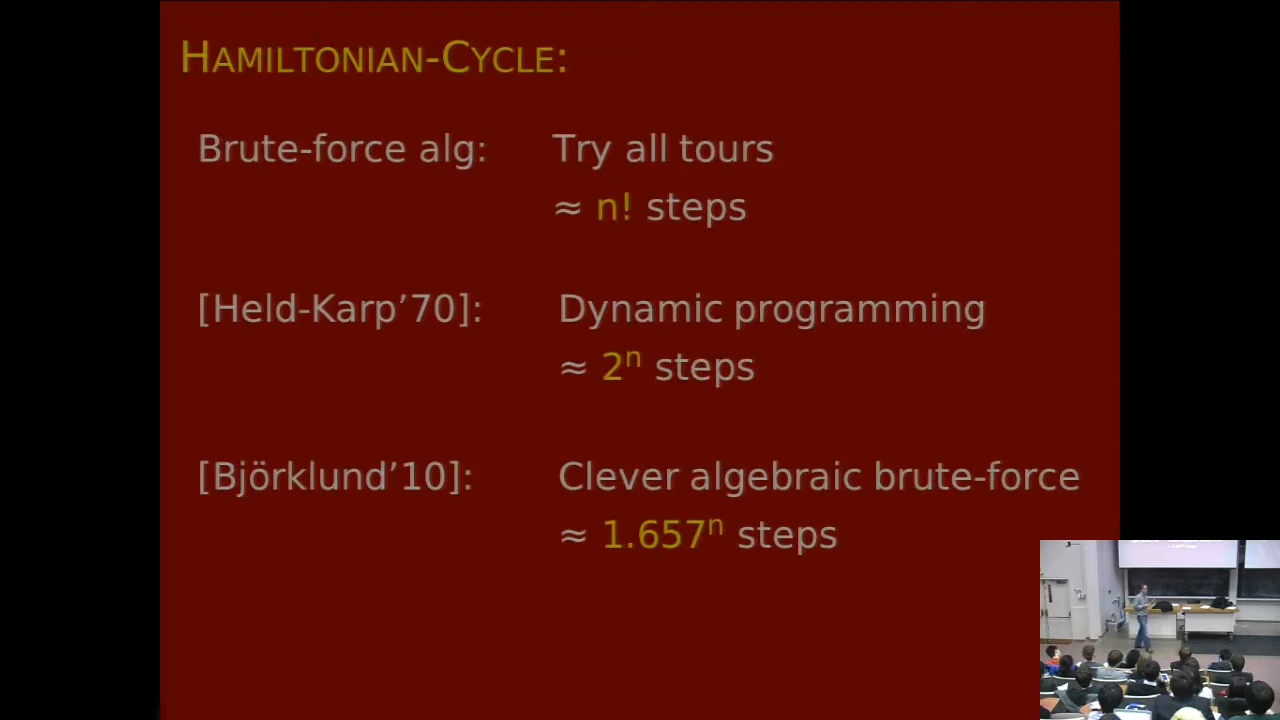 HAMILTONIAN-CYCLE:
Brute-force alg: Try all tours
≈ n! steps
[Held-Karp’70]: Dynamic programming
≈ 2ⁿ steps
[Björklund’10]: Clever algebraic brute-force
≈ 1.657ⁿ steps